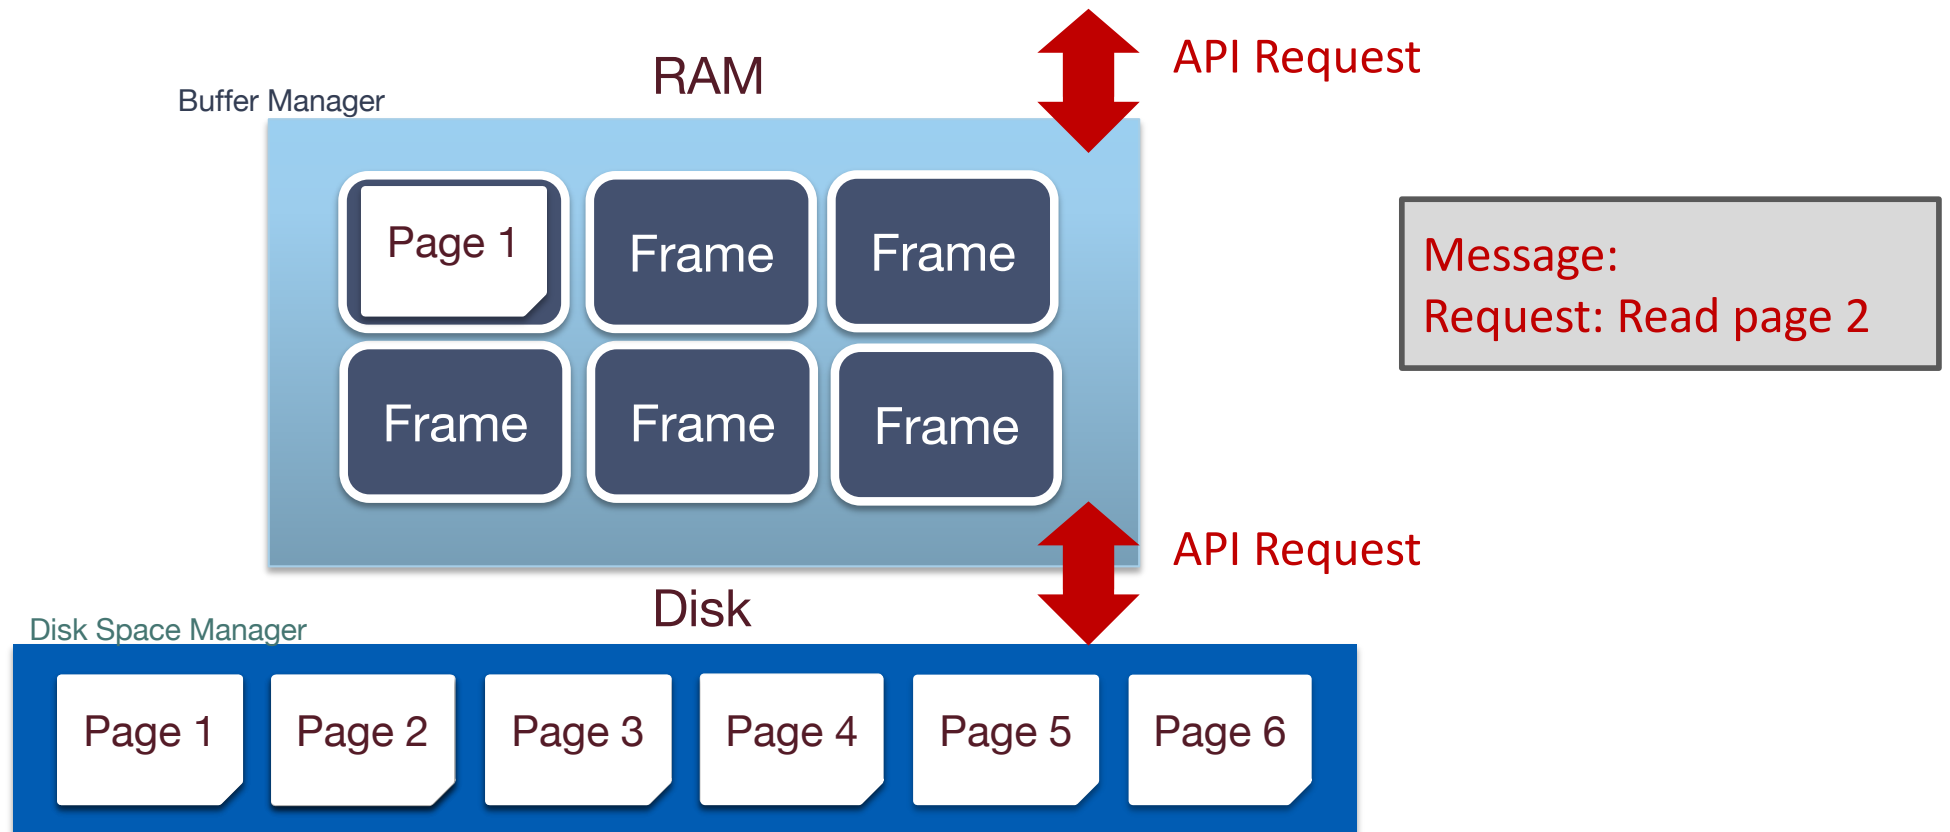 API Request
RAM
Buffer Manager
Page 1
Frame
Frame
Message:
Request: Read page 2
Frame
Frame
Frame
API Request
Disk
Disk Space Manager
Page 1
Page 2
Page 3
Page 4
Page 5
Page 6